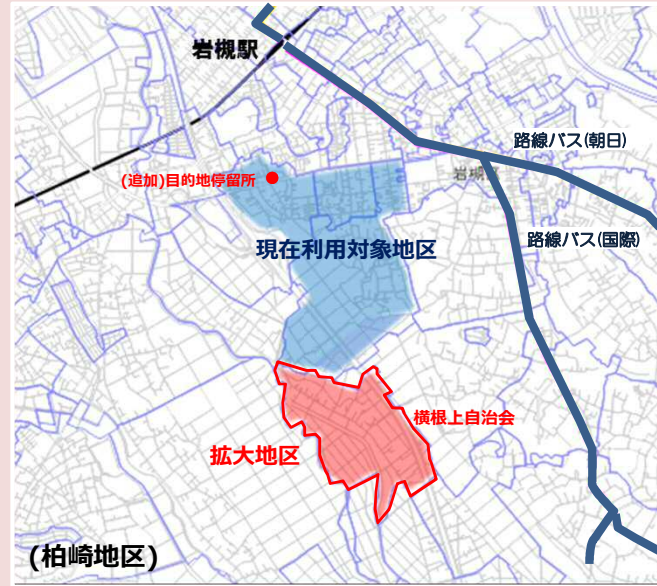 岩槻駅
路線バス(朝日)
(追加)目的地停留所
路線バス(国際)
現在利用対象地区
横根上自治会
拡大地区
(柏崎地区)